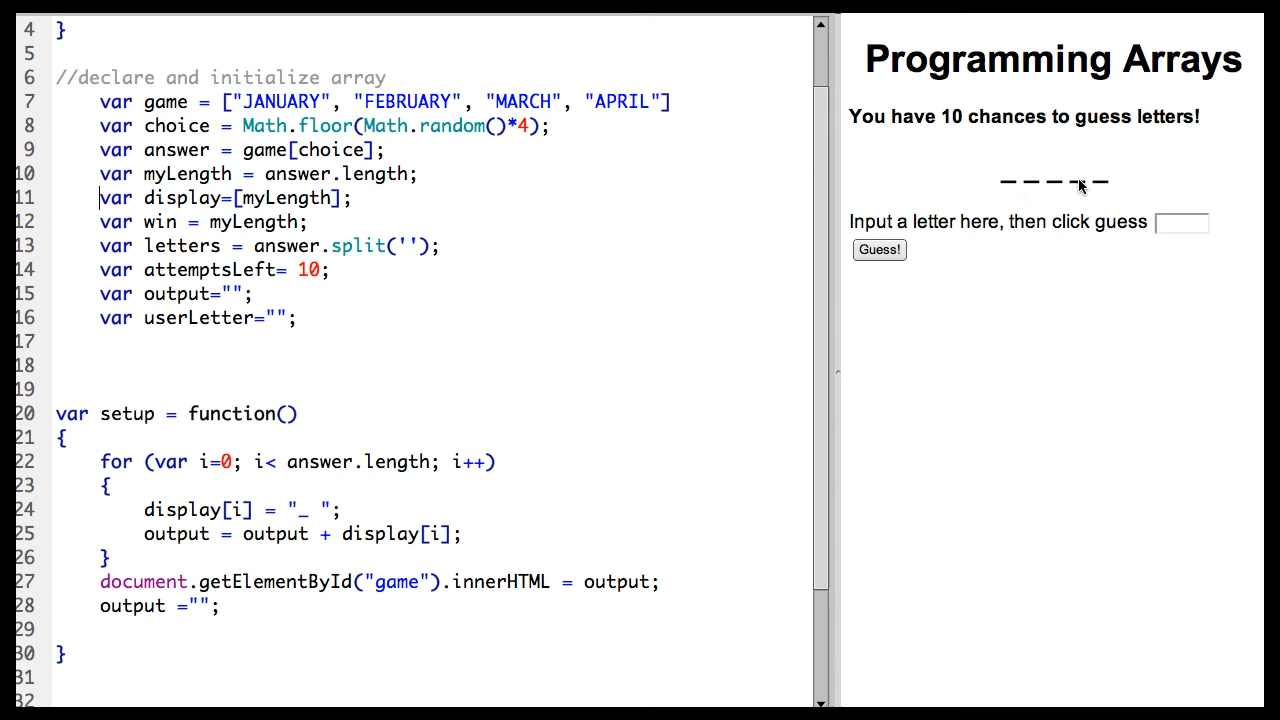 4 }
5
6 //declare and initialize array
7 var game = ["JANUARY", "FEBRUARY", "MARCH", "APRIL"]
8 var choice = Math.floor(Math.random()*4);
9 var answer = game[choice];
10 var myLength = answer.length;
11 var display=[myLength];
12 var win = myLength;
13 var letters = answer.split('');
14 var attemptsLeft= 10;
15 var output="";
16 var userLetter="";
17
18
19
20 var setup = function()
21 {
22 for (var i=0; i< answer.length; i++)
23 {
24 display[i] = "_ ";
25 output = output + display[i];
26 }
27 document.getElementById("game").innerHTML = output;
28 output ="";
29
30 }
31
32
Programming Arrays
You have 10 chances to guess letters!
_ _ _ _ _
Input a letter here, then click guess
Guess!